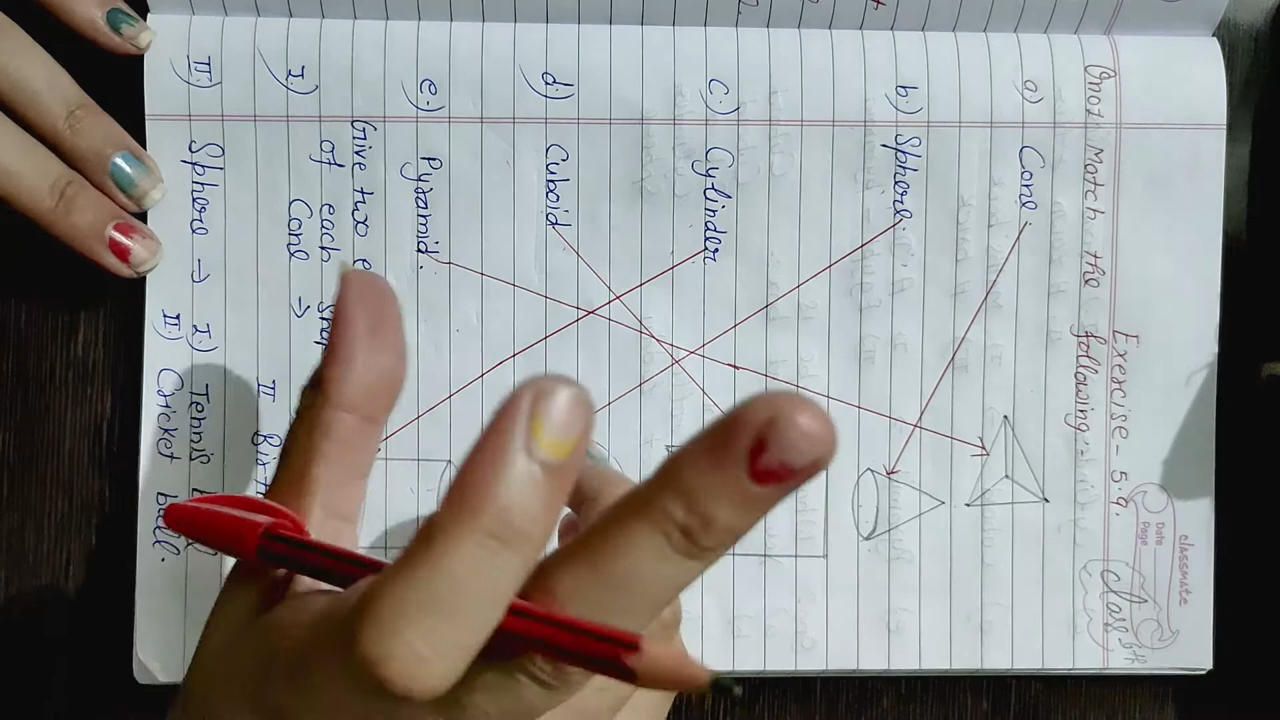 classmate
Date
Page
Exercise - 5.9.
Class 6th
Match the following:-
a) Cone.
b.) Sphere.
c.) Cylinder
d.) Cuboid
e.) Pyramid.
Give two
of each
I.) Cone →
II
II.) Sphere → I.) Tennis
II.) Cricket ball.